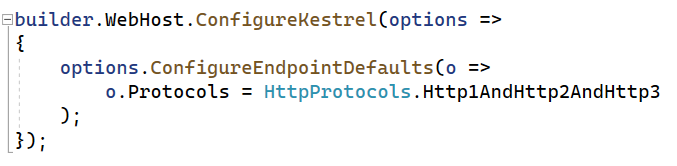 builder.WebHost.ConfigureKestrel(options =>
{
    options.ConfigureEndpointDefaults(o =>
        o.Protocols = HttpProtocols.Http1AndHttp2AndHttp3
    );
});